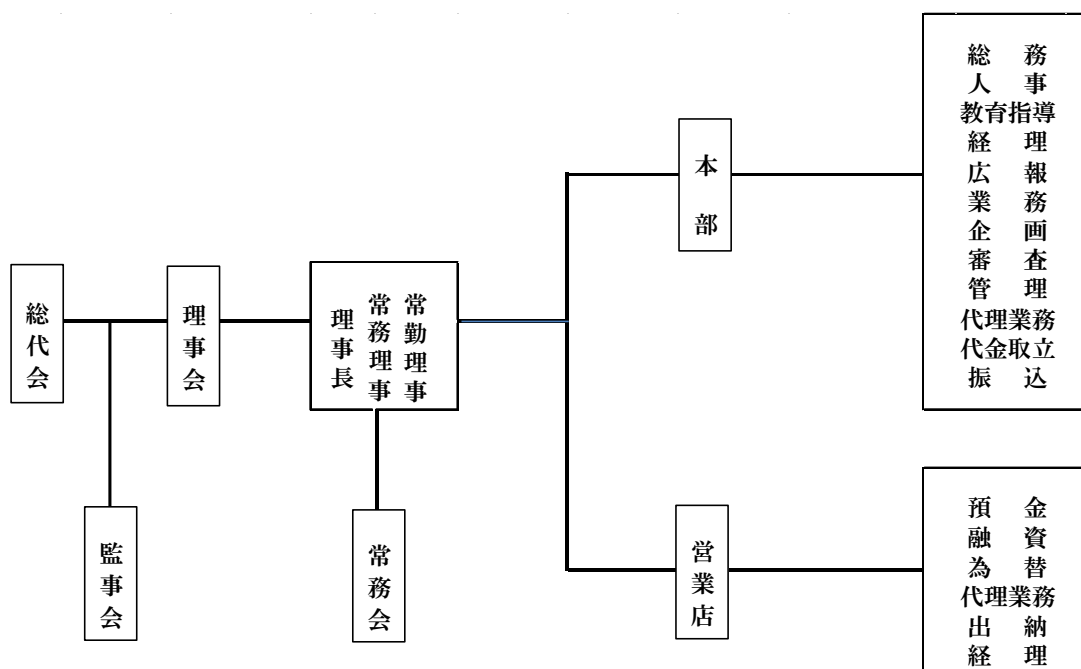 総代会
監事会
理事会
理事長
常務理事
常勤理事
常務会
本部
総務
人事
教育指導
経理
広報
業務
企画
審査
管理
代理業務
代金取立
振込
営業店
預金
融資
為替
代理業務
出納
経理